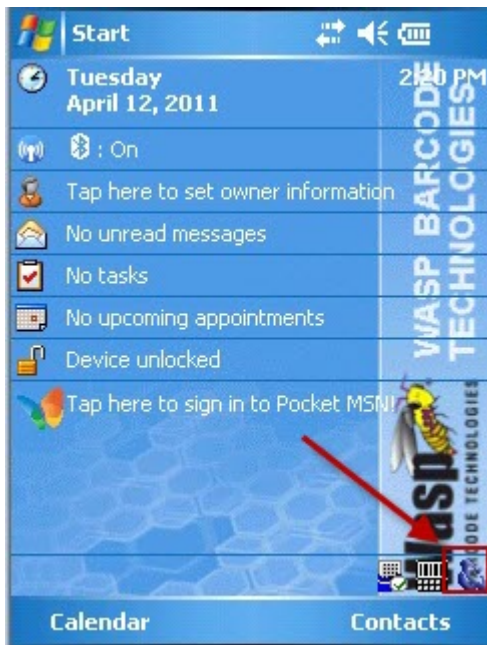 Start
Tuesday
April 12, 2011
2:20 PM
: On
Tap here to set owner information
No unread messages
No tasks
No upcoming appointments
Device unlocked
Tap here to sign in to Pocket MSN!
WASP BARCODE
TECHNOLOGIES
Wasp
CODE TECHNOLOGIES
Calendar
Contacts